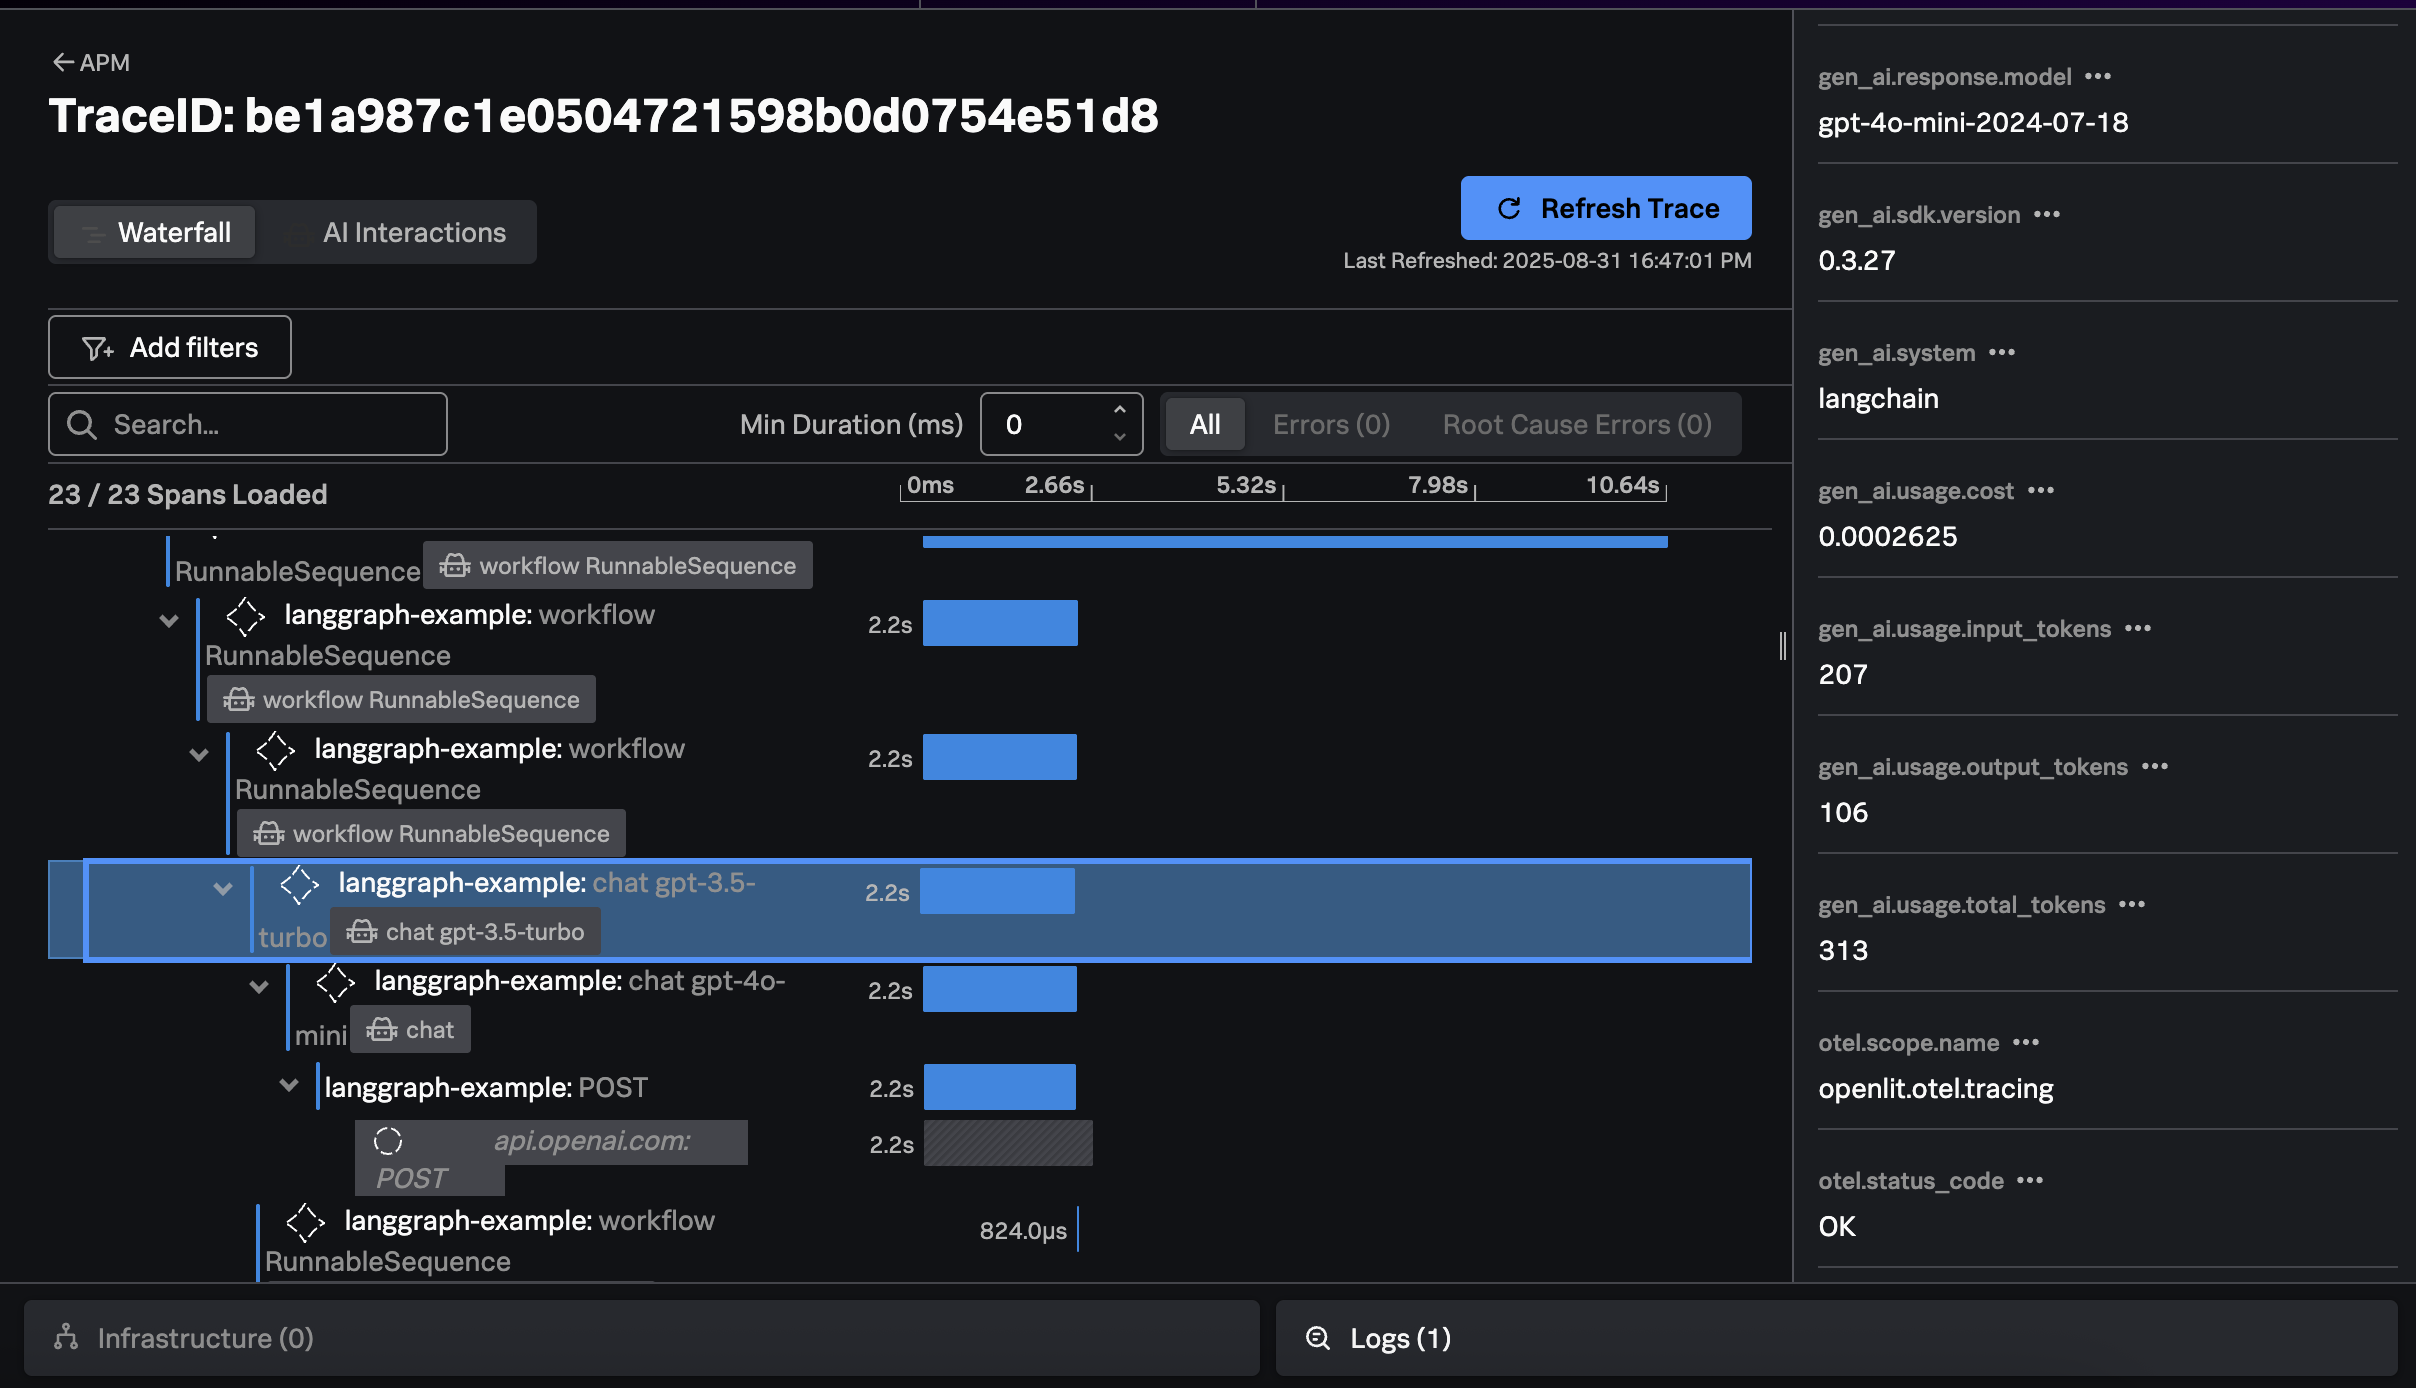 APM
TraceID: be1a987c1e0504721598b0d0754e51d8
Waterfall
AI Interactions
Refresh Trace
Last Refreshed: 2025-08-31 16:47:01 PM
Add filters
Search...
Min Duration (ms)
0
All
Errors (0)
Root Cause Errors (0)
23 / 23 Spans Loaded
0ms
2.66s
5.32s
7.98s
10.64s
RunnableSequence
workflow RunnableSequence
langgraph-example: workflow
RunnableSequence
2.2s
workflow RunnableSequence
langgraph-example: workflow
RunnableSequence
2.2s
workflow RunnableSequence
langgraph-example: chat gpt-3.5-
turbo
chat gpt-3.5-turbo
2.2s
langgraph-example: chat gpt-4o-
mini
chat
2.2s
langgraph-example: POST
2.2s
api.openai.com:
POST
2.2s
langgraph-example: workflow
RunnableSequence
824.0µs
gen_ai.response.model
gpt-4o-mini-2024-07-18
gen_ai.sdk.version
0.3.27
gen_ai.system
langchain
gen_ai.usage.cost
0.0002625
gen_ai.usage.input_tokens
207
gen_ai.usage.output_tokens
106
gen_ai.usage.total_tokens
313
otel.scope.name
openlit.otel.tracing
otel.status_code
OK
Infrastructure (0)
Logs (1)